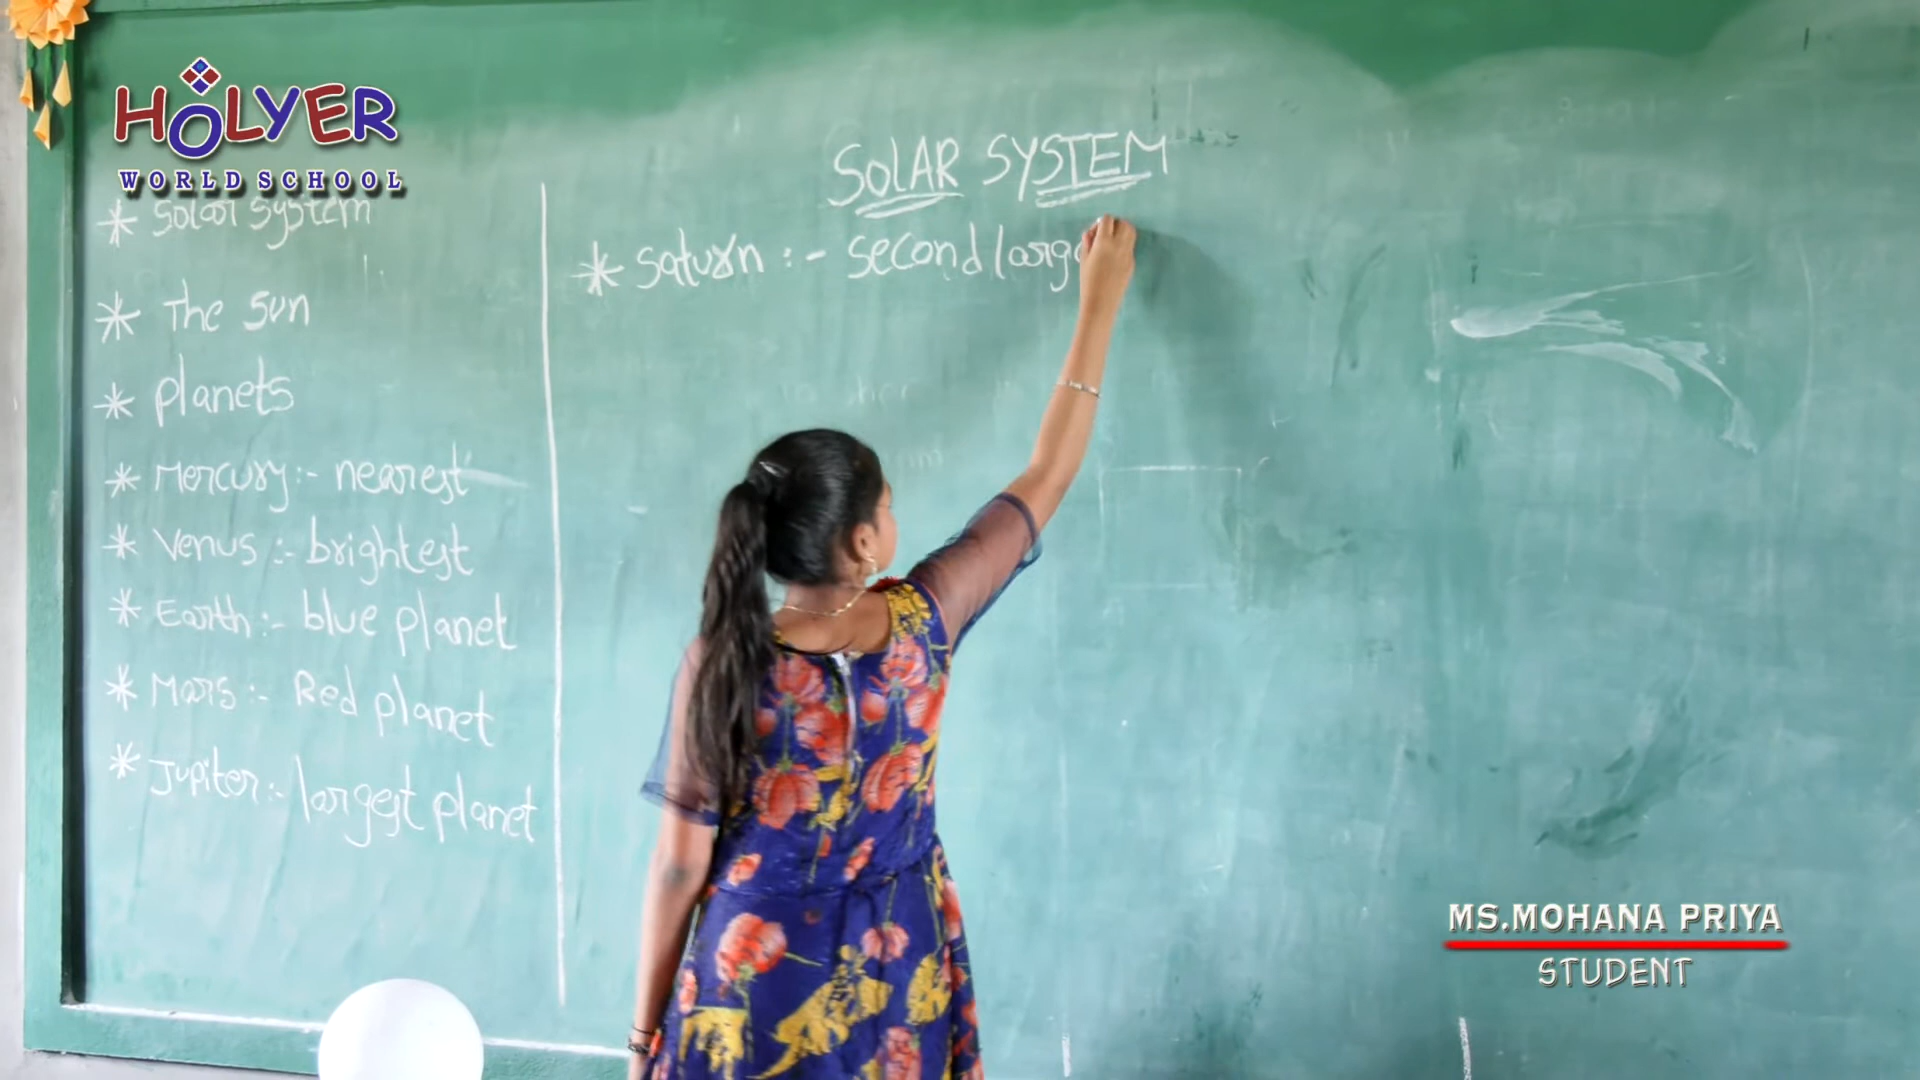 HOLYER
WORLD SCHOOL
SOLAR SYSTEM
* Solar System
* The Sun
* planets
* Mercury :- nearest
* Venus :- brightest
* Earth :- blue planet
* Mars :- Red planet
* Jupiter :- largest planet
* Saturn :- second large
MS.MOHANA PRIYA
STUDENT